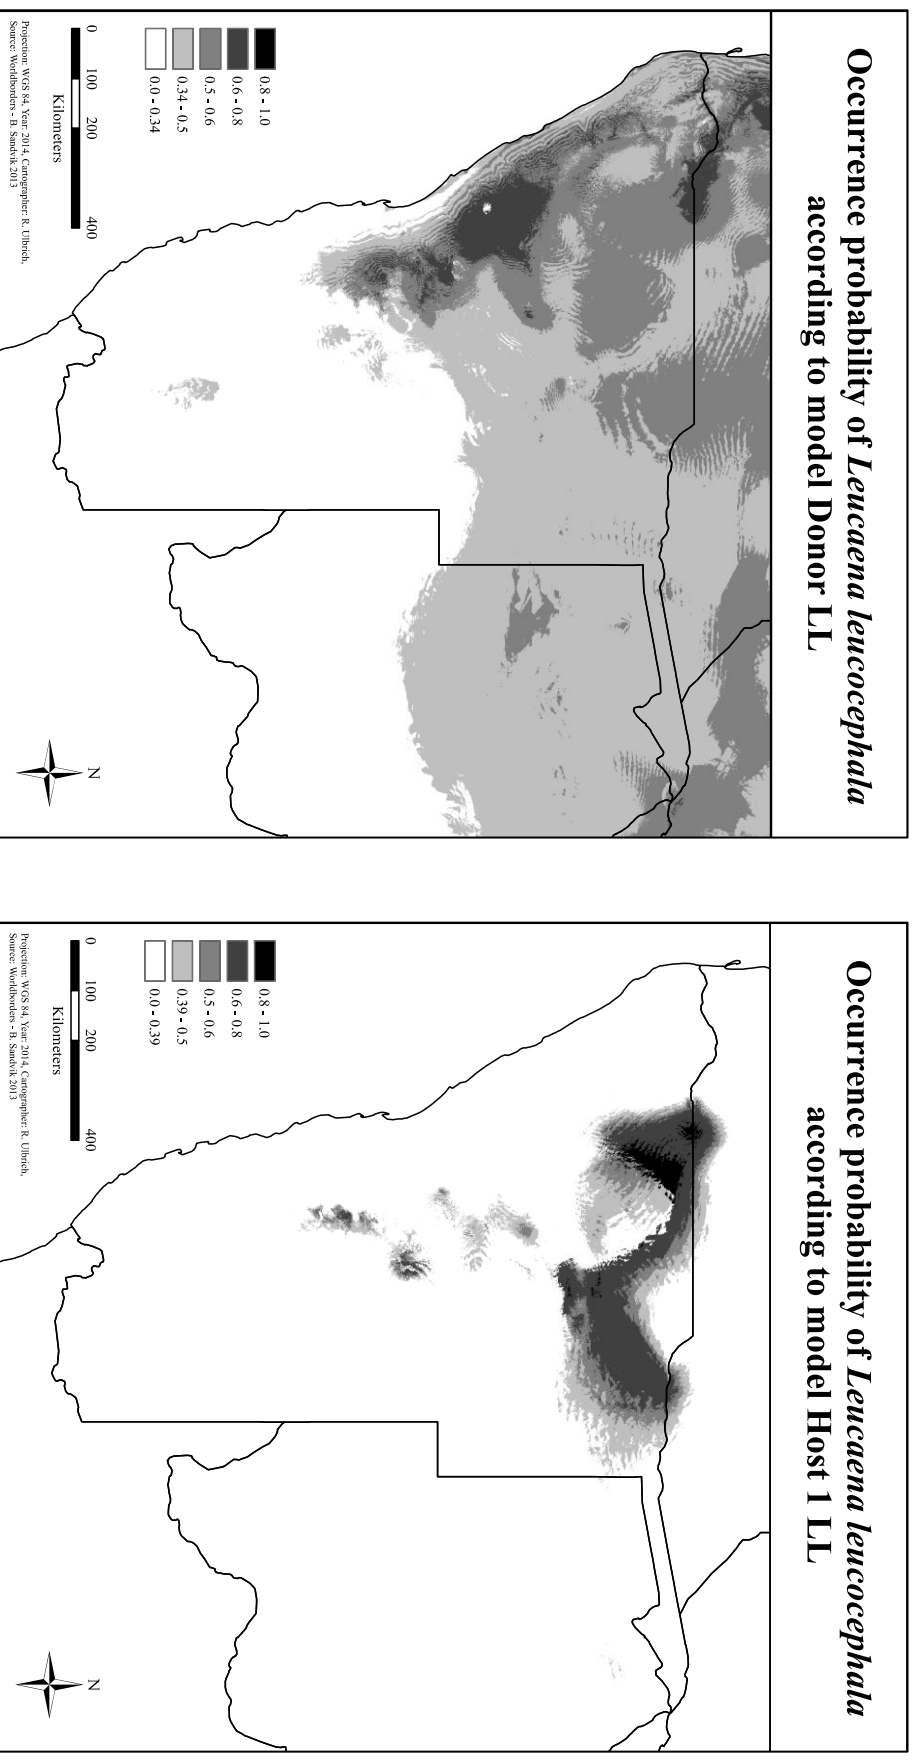 Occurrence probability of Leucaena leucocephala
according to model Donor LL
0.8 - 1.0
0.6 - 0.8
0.5 - 0.6
0.34 - 0.5
0.0 - 0.34
0 100 200 400
Kilometers
Projection: WGS 84, Year: 2014, Cartographer: R. Ulbrich,
Source: Worldborders - B. Sandvik 2013
N
Occurrence probability of Leucaena leucocephala
according to model Host 1 LL
0.8 - 1.0
0.6 - 0.8
0.5 - 0.6
0.39 - 0.5
0.0 - 0.39
0 100 200 400
Kilometers
Projection: WGS 84, Year: 2014, Cartographer: R. Ulbrich,
Source: Worldborders - B. Sandvik 2013
N